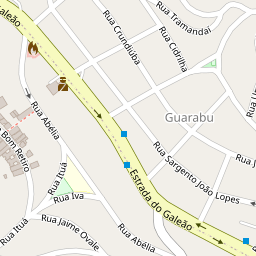 Galeão
Rua Crundiúba
Rua Tramandaí
Rua Cidrilha
Rua Abélia
Guarabu
Bom Retiro
Rua Ituá
Rua Sargento João Lopes
Rua Iva
Estrada do Galeão
Rua Ituá
Rua Jaime Ovale
Rua Abélia